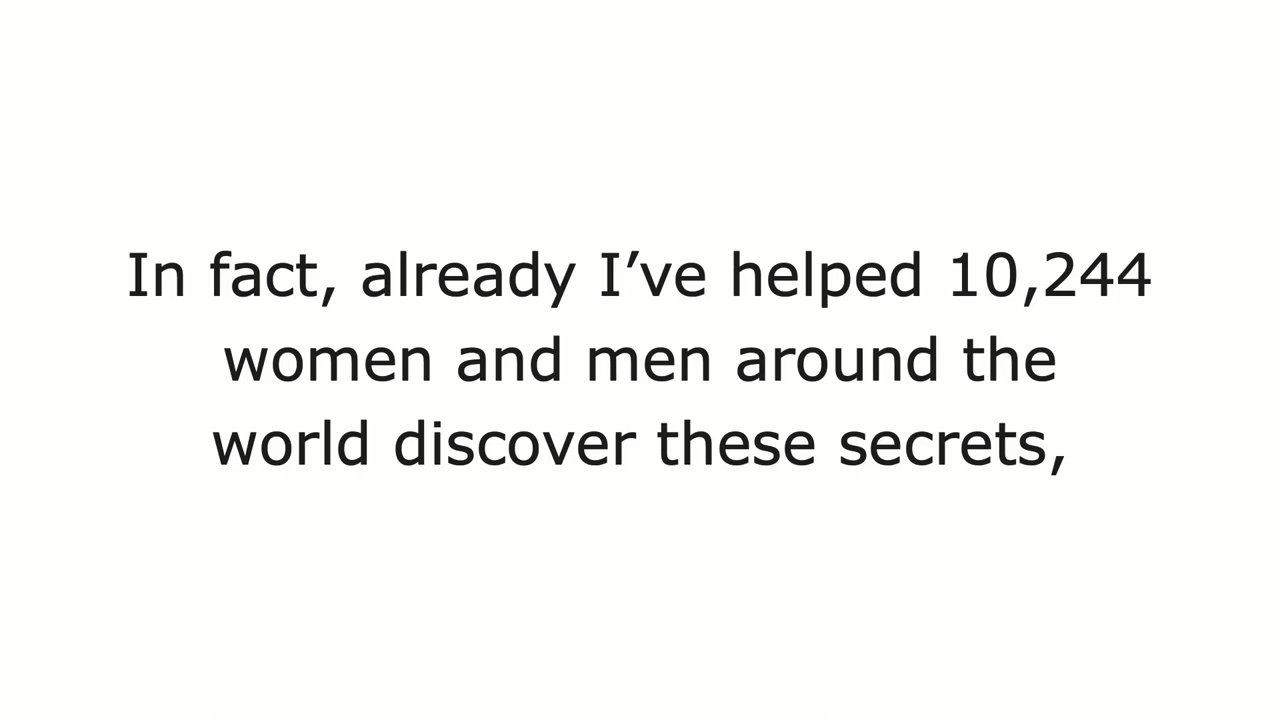 In fact, already I’ve helped 10,244
women and men around the
world discover these secrets,